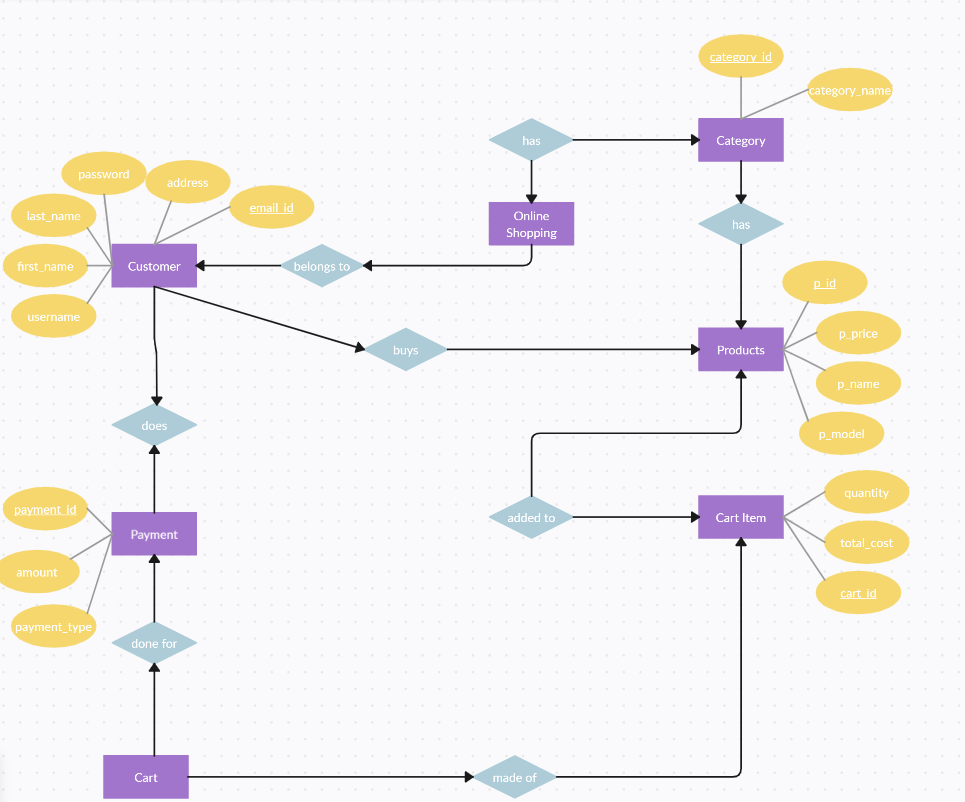 category_id
category_name
has
Category
password
address
last_name
email_id
Online
Shopping
has
first_name
Customer
belongs to
username
p_id
p_price
buys
Products
p_name
does
p_model
payment_id
quantity
added to
Cart Item
Payment
total_cost
amount
cart_id
payment_type
done for
Cart
made of